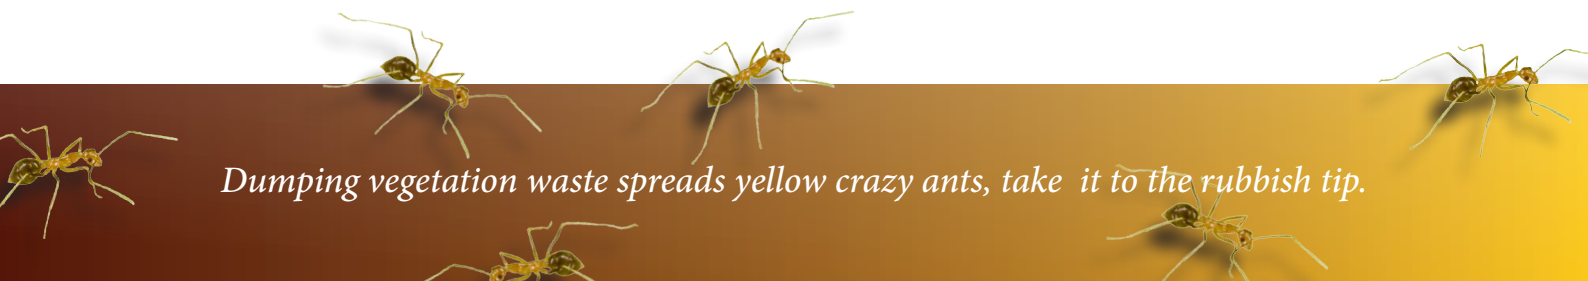 Dumping vegetation waste spreads yellow crazy ants, take  it to the rubbish tip.